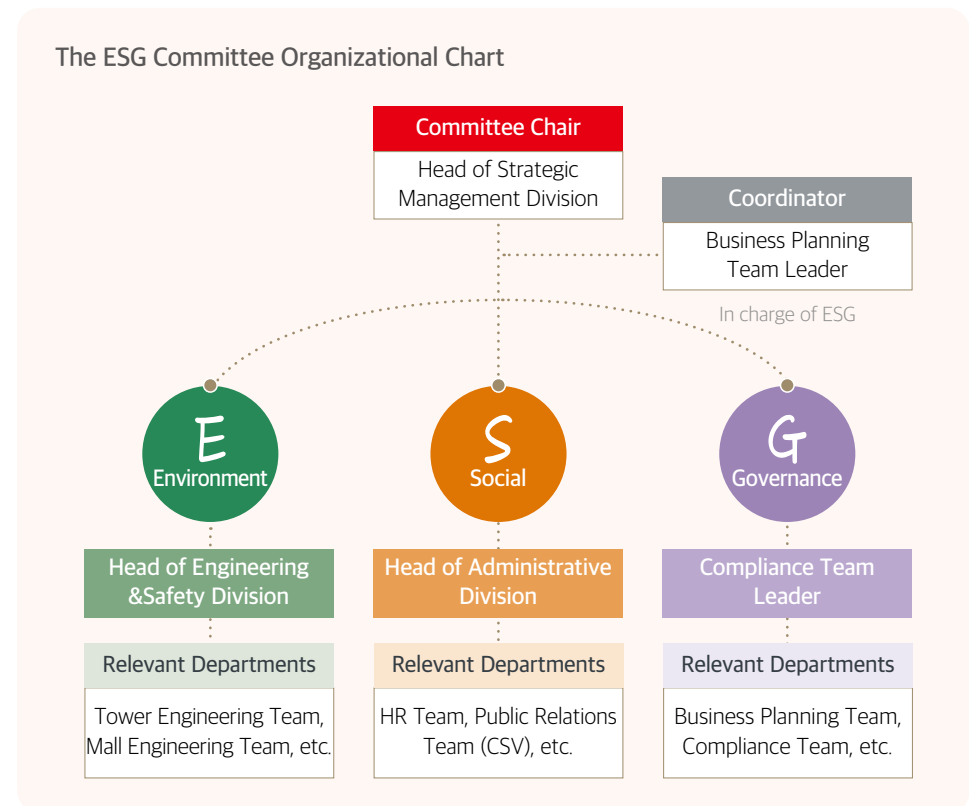 The ESG Committee Organizational Chart
Committee Chair
Head of Strategic
Management Division
Coordinator
Business Planning
Team Leader
In charge of ESG
E
Environment
S
Social
G
Governance
Head of Engineering
&Safety Division
Head of Administrative
Division
Compliance Team
Leader
Relevant Departments
Tower Engineering Team,
Mall Engineering Team, etc.
Relevant Departments
HR Team, Public Relations
Team (CSV), etc.
Relevant Departments
Business Planning Team,
Compliance Team, etc.